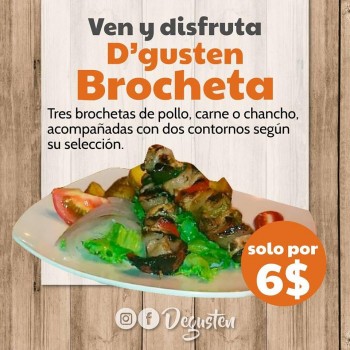 Ven y disfruta
D'gusten
Brocheta
Tres brochetas de pollo, carne o chancho,
acompañadas con dos contornos según
su selección.
solo por
6$
Degusten